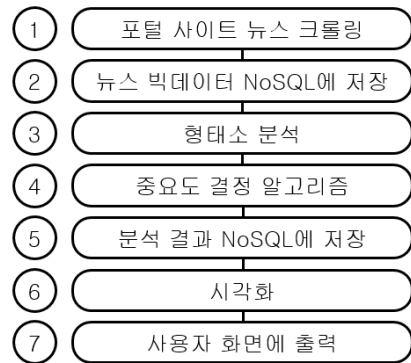 1 포털 사이트 뉴스 크롤링
2 뉴스 빅데이터 NoSQL에 저장
3 형태소 분석
4 중요도 결정 알고리즘
5 분석 결과 NoSQL에 저장
6 시각화
7 사용자 화면에 출력